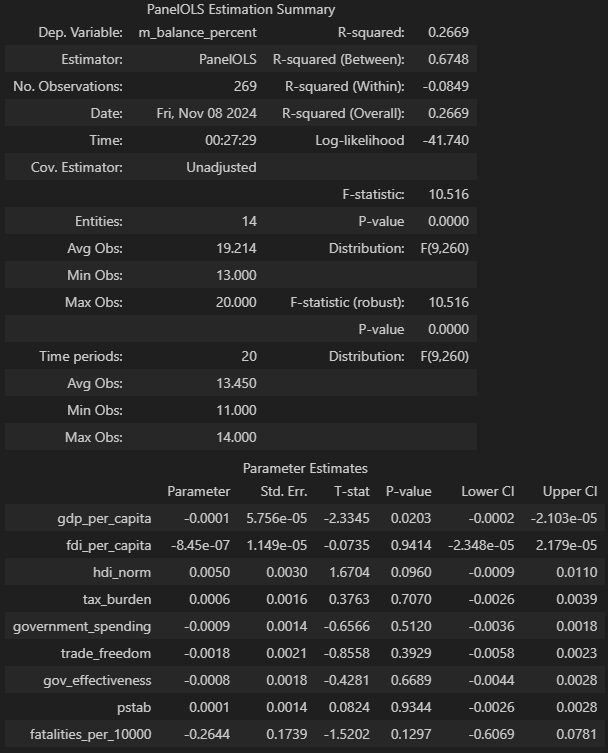 PanelOLS Estimation Summary
Dep. Variable: m_balance_percent R-squared: 0.2669
Estimator: PanelOLS R-squared (Between): 0.6748
No. Observations: 269 R-squared (Within): -0.0849
Date: Fri, Nov 08 2024 R-squared (Overall): 0.2669
Time: 00:27:29 Log-likelihood -41.740
Cov. Estimator: Unadjusted
F-statistic: 10.516
Entities: 14 P-value 0.0000
Avg Obs: 19.214 Distribution: F(9,260)
Min Obs: 13.000
Max Obs: 20.000 F-statistic (robust): 10.516
P-value 0.0000
Time periods: 20 Distribution: F(9,260)
Avg Obs: 13.450
Min Obs: 11.000
Max Obs: 14.000
Parameter Estimates
Parameter Std. Err. T-stat P-value Lower CI Upper CI
gdp_per_capita -0.0001 5.756e-05 -2.3345 0.0203 -0.0002 -2.103e-05
fdi_per_capita -8.45e-07 1.149e-05 -0.0735 0.9414 -2.348e-05 2.179e-05
hdi_norm 0.0050 0.0030 1.6704 0.0960 -0.0009 0.0110
tax_burden 0.0006 0.0016 0.3763 0.7070 -0.0026 0.0039
government_spending -0.0009 0.0014 -0.6566 0.5120 -0.0036 0.0018
trade_freedom -0.0018 0.0021 -0.8558 0.3929 -0.0058 0.0023
gov_effectiveness -0.0008 0.0018 -0.4281 0.6689 -0.0044 0.0028
pstab 0.0001 0.0014 0.0824 0.9344 -0.0026 0.0028
fatalities_per_10000 -0.2644 0.1739 -1.5202 0.1297 -0.6069 0.0781